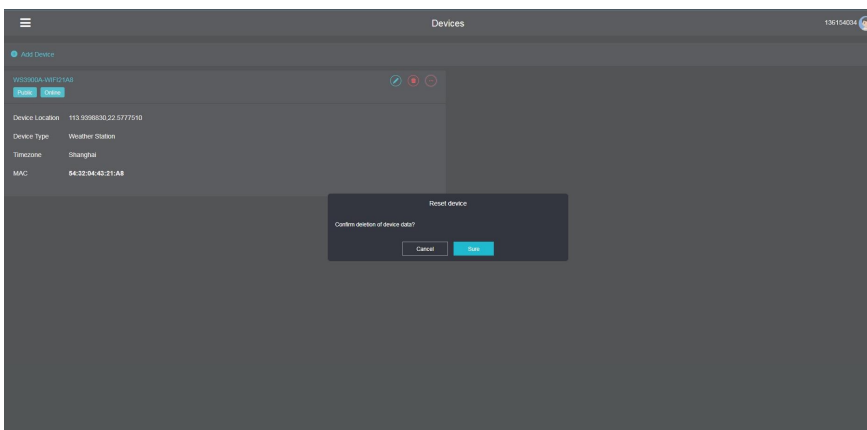 Devices
136154034
Add Device
WS3900A-WIFI21A8
Public Online
Device Location 113.9398830,22.5777510
Device Type Weather Station
Timezone Shanghai
MAC 54:32:04:43:21:A8
Reset device
Confirm deletion of device data?
Cancel Sure